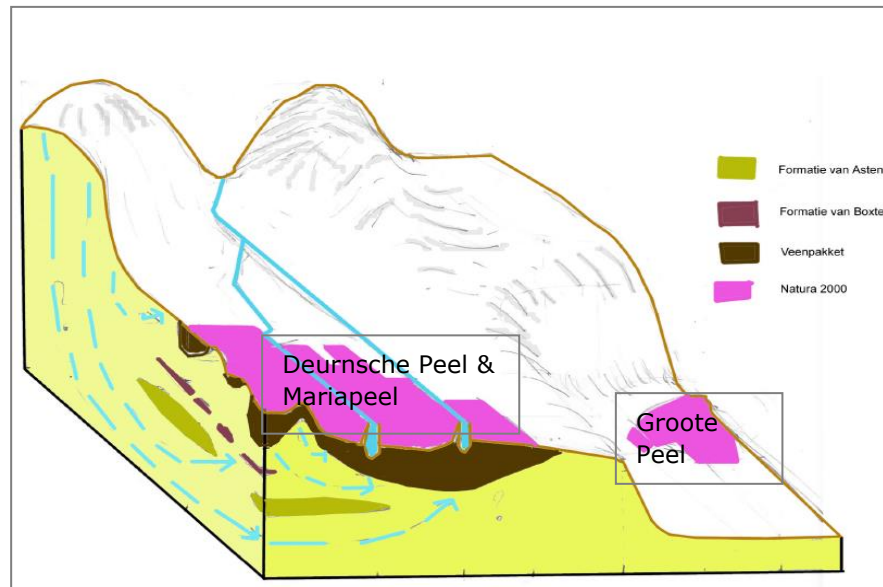 Formatie van Asten
Formatie van Boxte
Veenpakket
Natura 2000
Deurnsche Peel &
Mariapeel
Groote
Peel